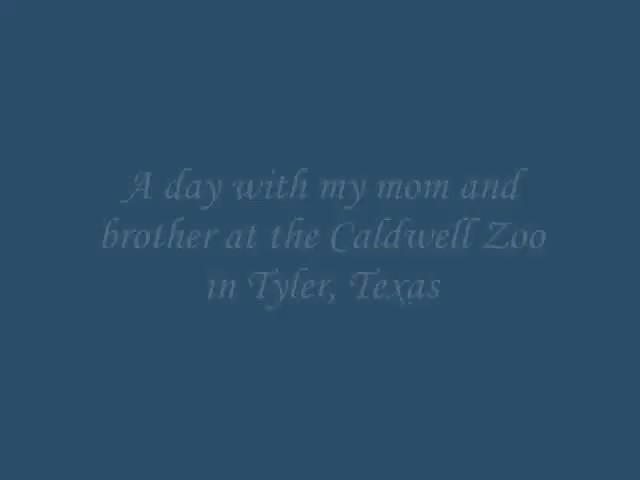 A day with my mom and
brother at the Caldwell Zoo
in Tyler, Texas